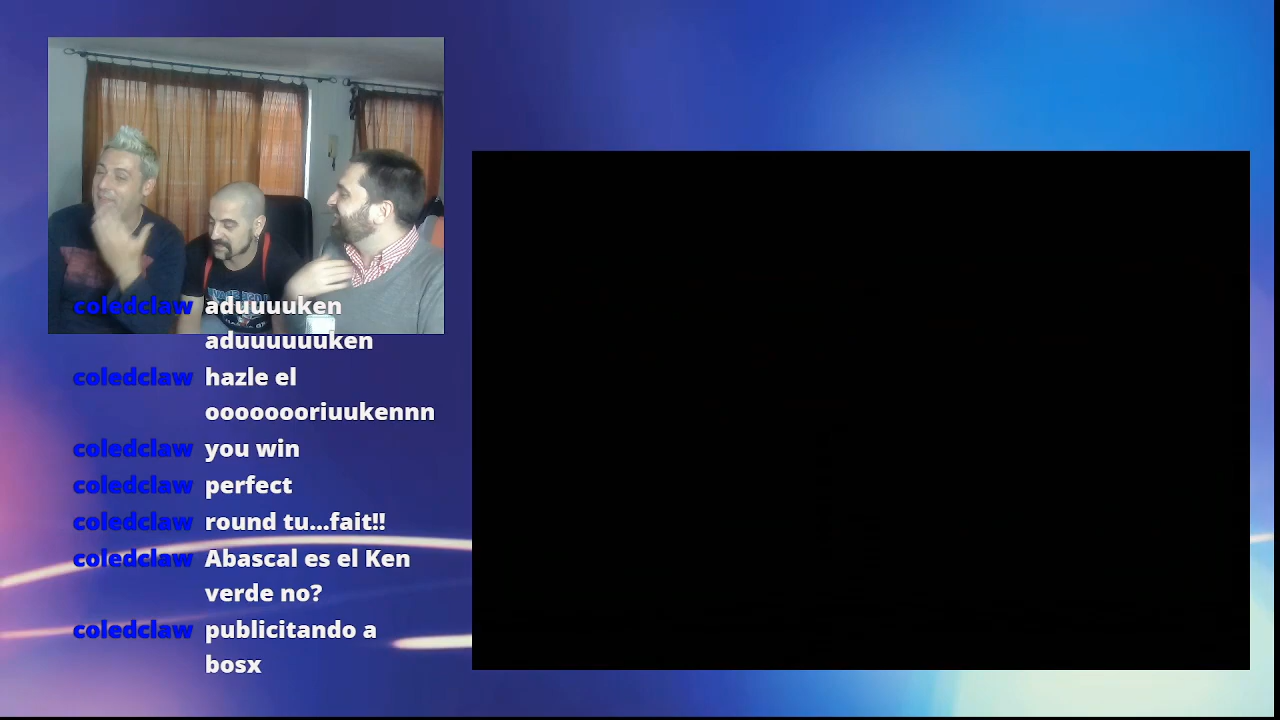 coledclaw aduuuuken
aduuuuuuken
coledclaw hazle el
oooooooriuukennn
coledclaw you win
coledclaw perfect
coledclaw round tu...fait!!
coledclaw Abascal es el Ken
verde no?
coledclaw publicitando a
bosx